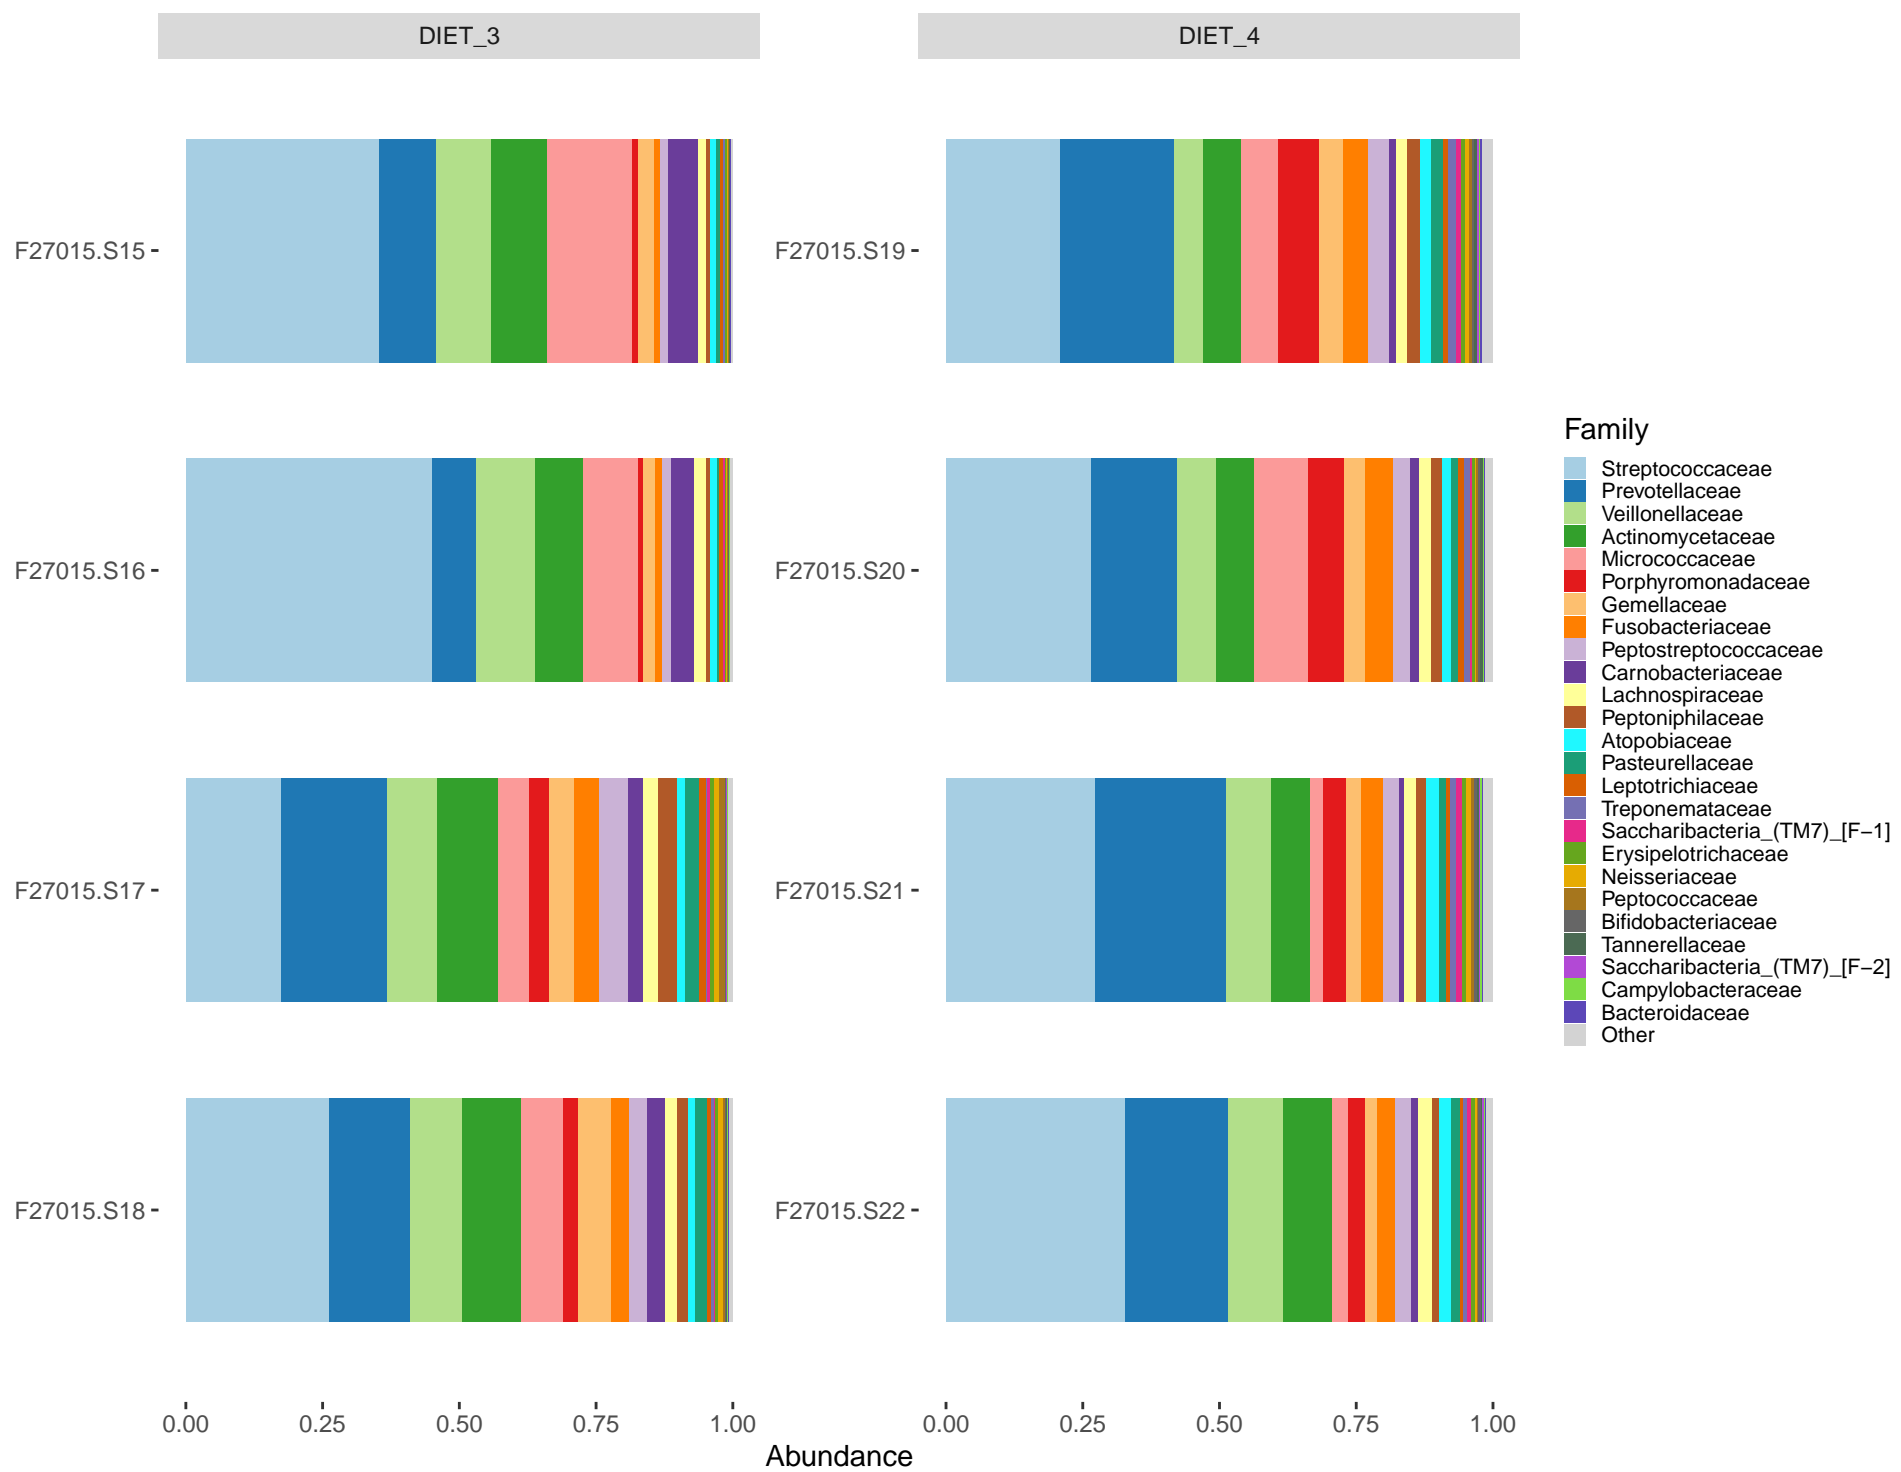 DIET_3
DIET_4
F27015.S15
F27015.S19
F27015.S16
F27015.S20
F27015.S17
F27015.S21
F27015.S18
F27015.S22
0.00 0.25 0.50 0.75 1.00
0.00 0.25 0.50 0.75 1.00
Abundance
Family
Streptococcaceae
Prevotellaceae
Veillonellaceae
Actinomycetaceae
Micrococcaceae
Porphyromonadaceae
Gemellaceae
Fusobacteriaceae
Peptostreptococcaceae
Carnobacteriaceae
Lachnospiraceae
Peptoniphilaceae
Atopobiaceae
Pasteurellaceae
Leptotrichiaceae
Treponemataceae
Saccharibacteria_(TM7)_[F−1]
Erysipelotrichaceae
Neisseriaceae
Peptococcaceae
Bifidobacteriaceae
Tannerellaceae
Saccharibacteria_(TM7)_[F−2]
Campylobacteraceae
Bacteroidaceae
Other